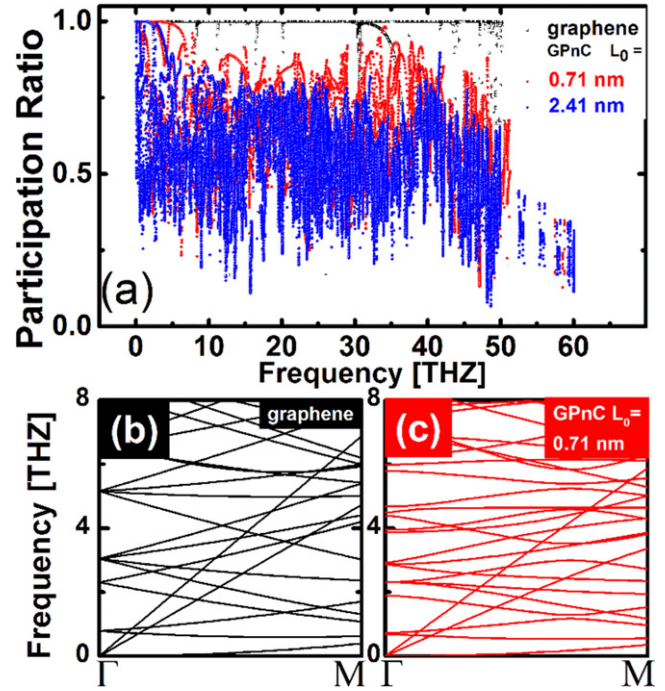 1.0
0.5
0.0
Participation Ratio
(a)
graphene
GPnC L0 =
0.71 nm
2.41 nm
0 10 20 30 40 50 60
Frequency [THZ]
8
4
0
Frequency [THZ]
(b)
graphene
Γ M
8
4
0
(c)
GPnC L0=
0.71 nm
Γ M